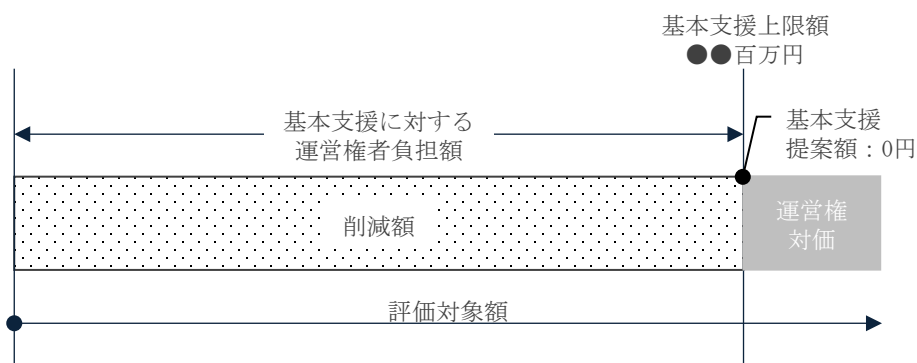 基本支援上限額
●●百万円
基本支援に対する
運営権者負担額
基本支援
提案額：0円
削減額
運営権
対価
評価対象額